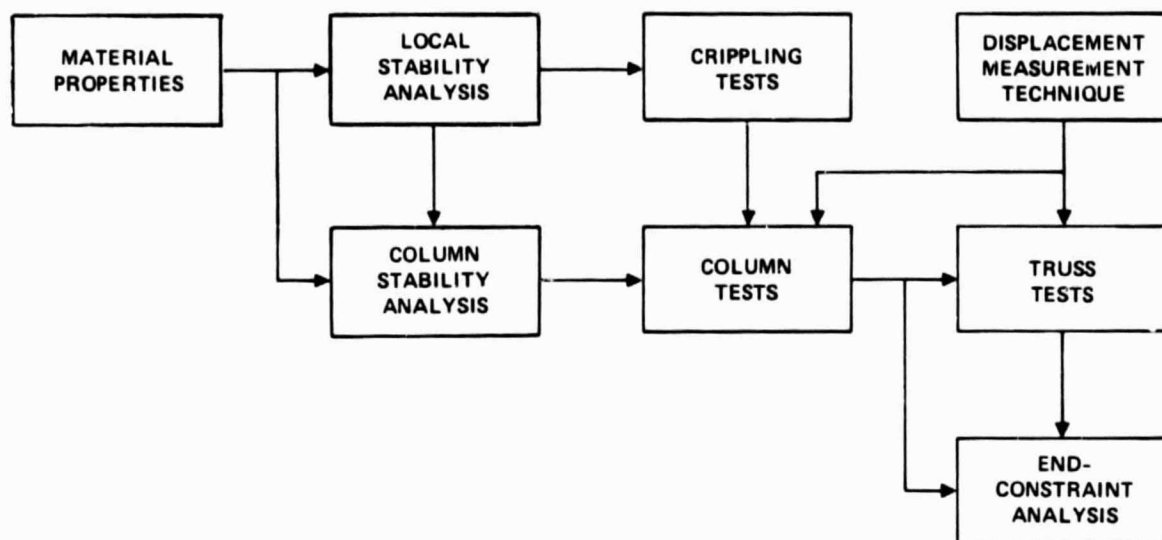 MATERIAL
PROPERTIES
LOCAL
STABILITY
ANALYSIS
CRIPPLING
TESTS
DISPLACEMENT
MEASUREMENT
TECHNIQUE
COLUMN
STABILITY
ANALYSIS
COLUMN
TESTS
TRUSS
TESTS
END-
CONSTRAINT
ANALYSIS